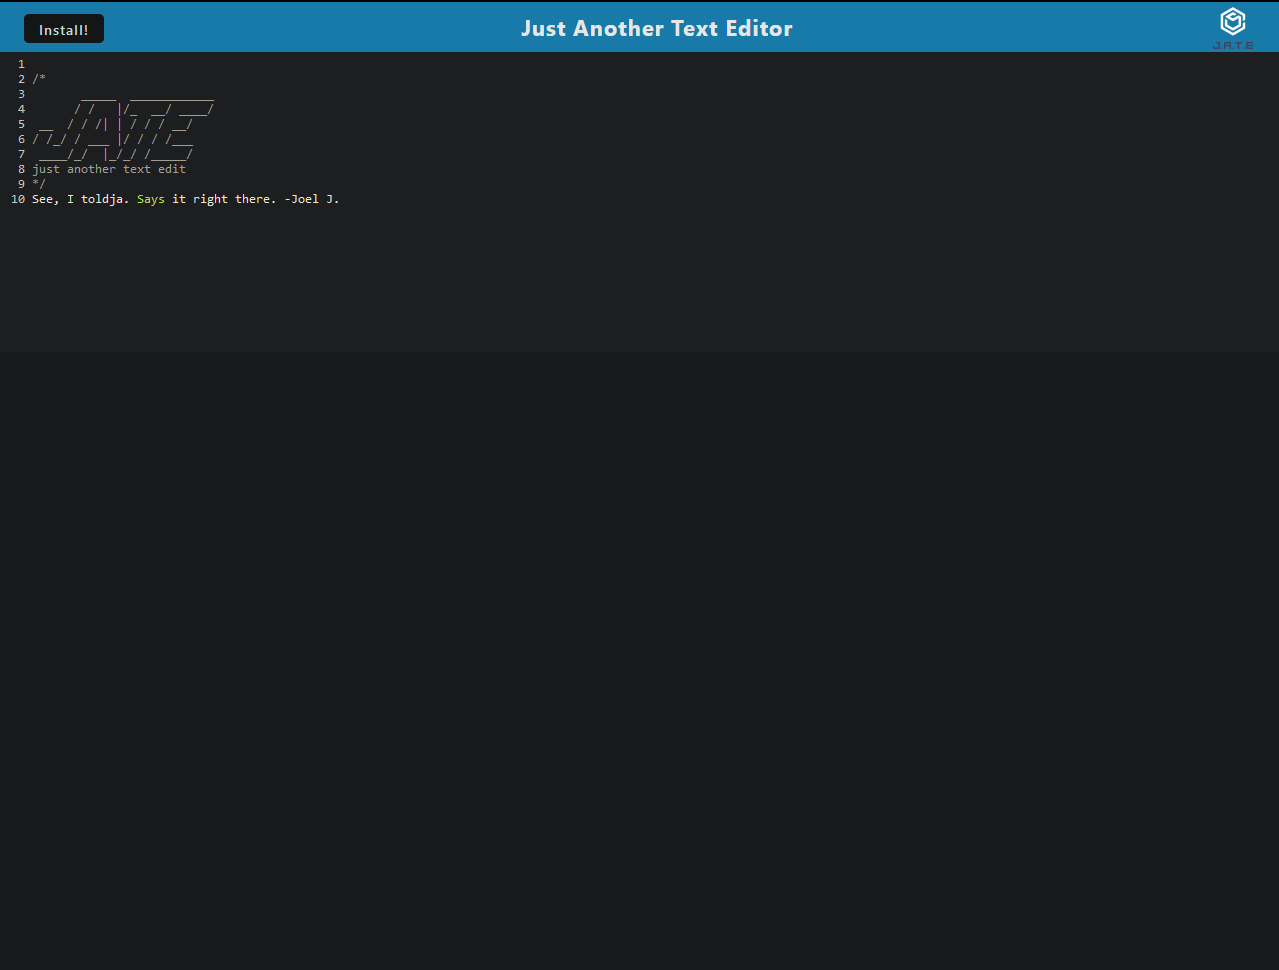 Install!
Just Another Text Editor
J.A.T.E
1
2 /*
3        _____  ____________
4       / /   |/_  __/ ____/
5  __  / / /| | / / / __/
6 / /_/ / ___ |/ / / /___
7  ____/_/  |_/_/ /_____/
8 just another text edit
9 */
10 See, I toldja. Says it right there. -Joel J.